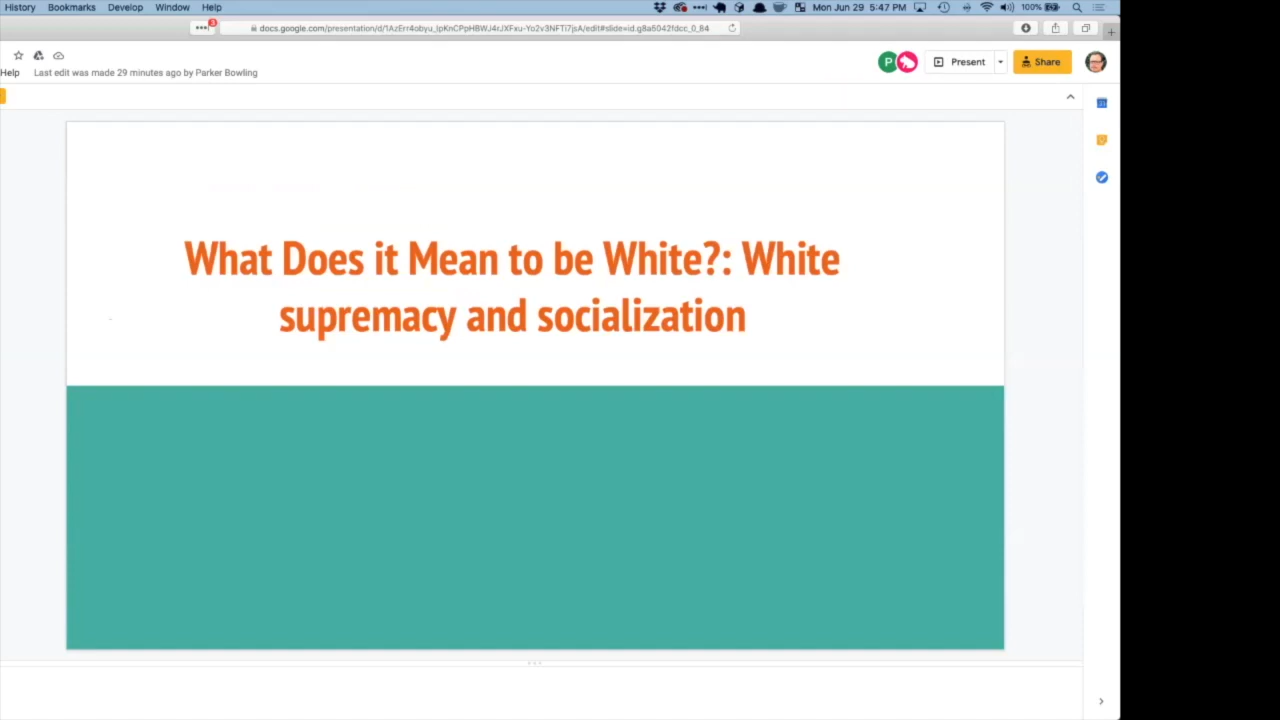 History Bookmarks Develop Window Help Mon Jun 29 5:47 PM 100%
3
Help Last edit was made 29 minutes ago by Parker Bowling
P Present Share
What Does it Mean to be White?: White
supremacy and socialization